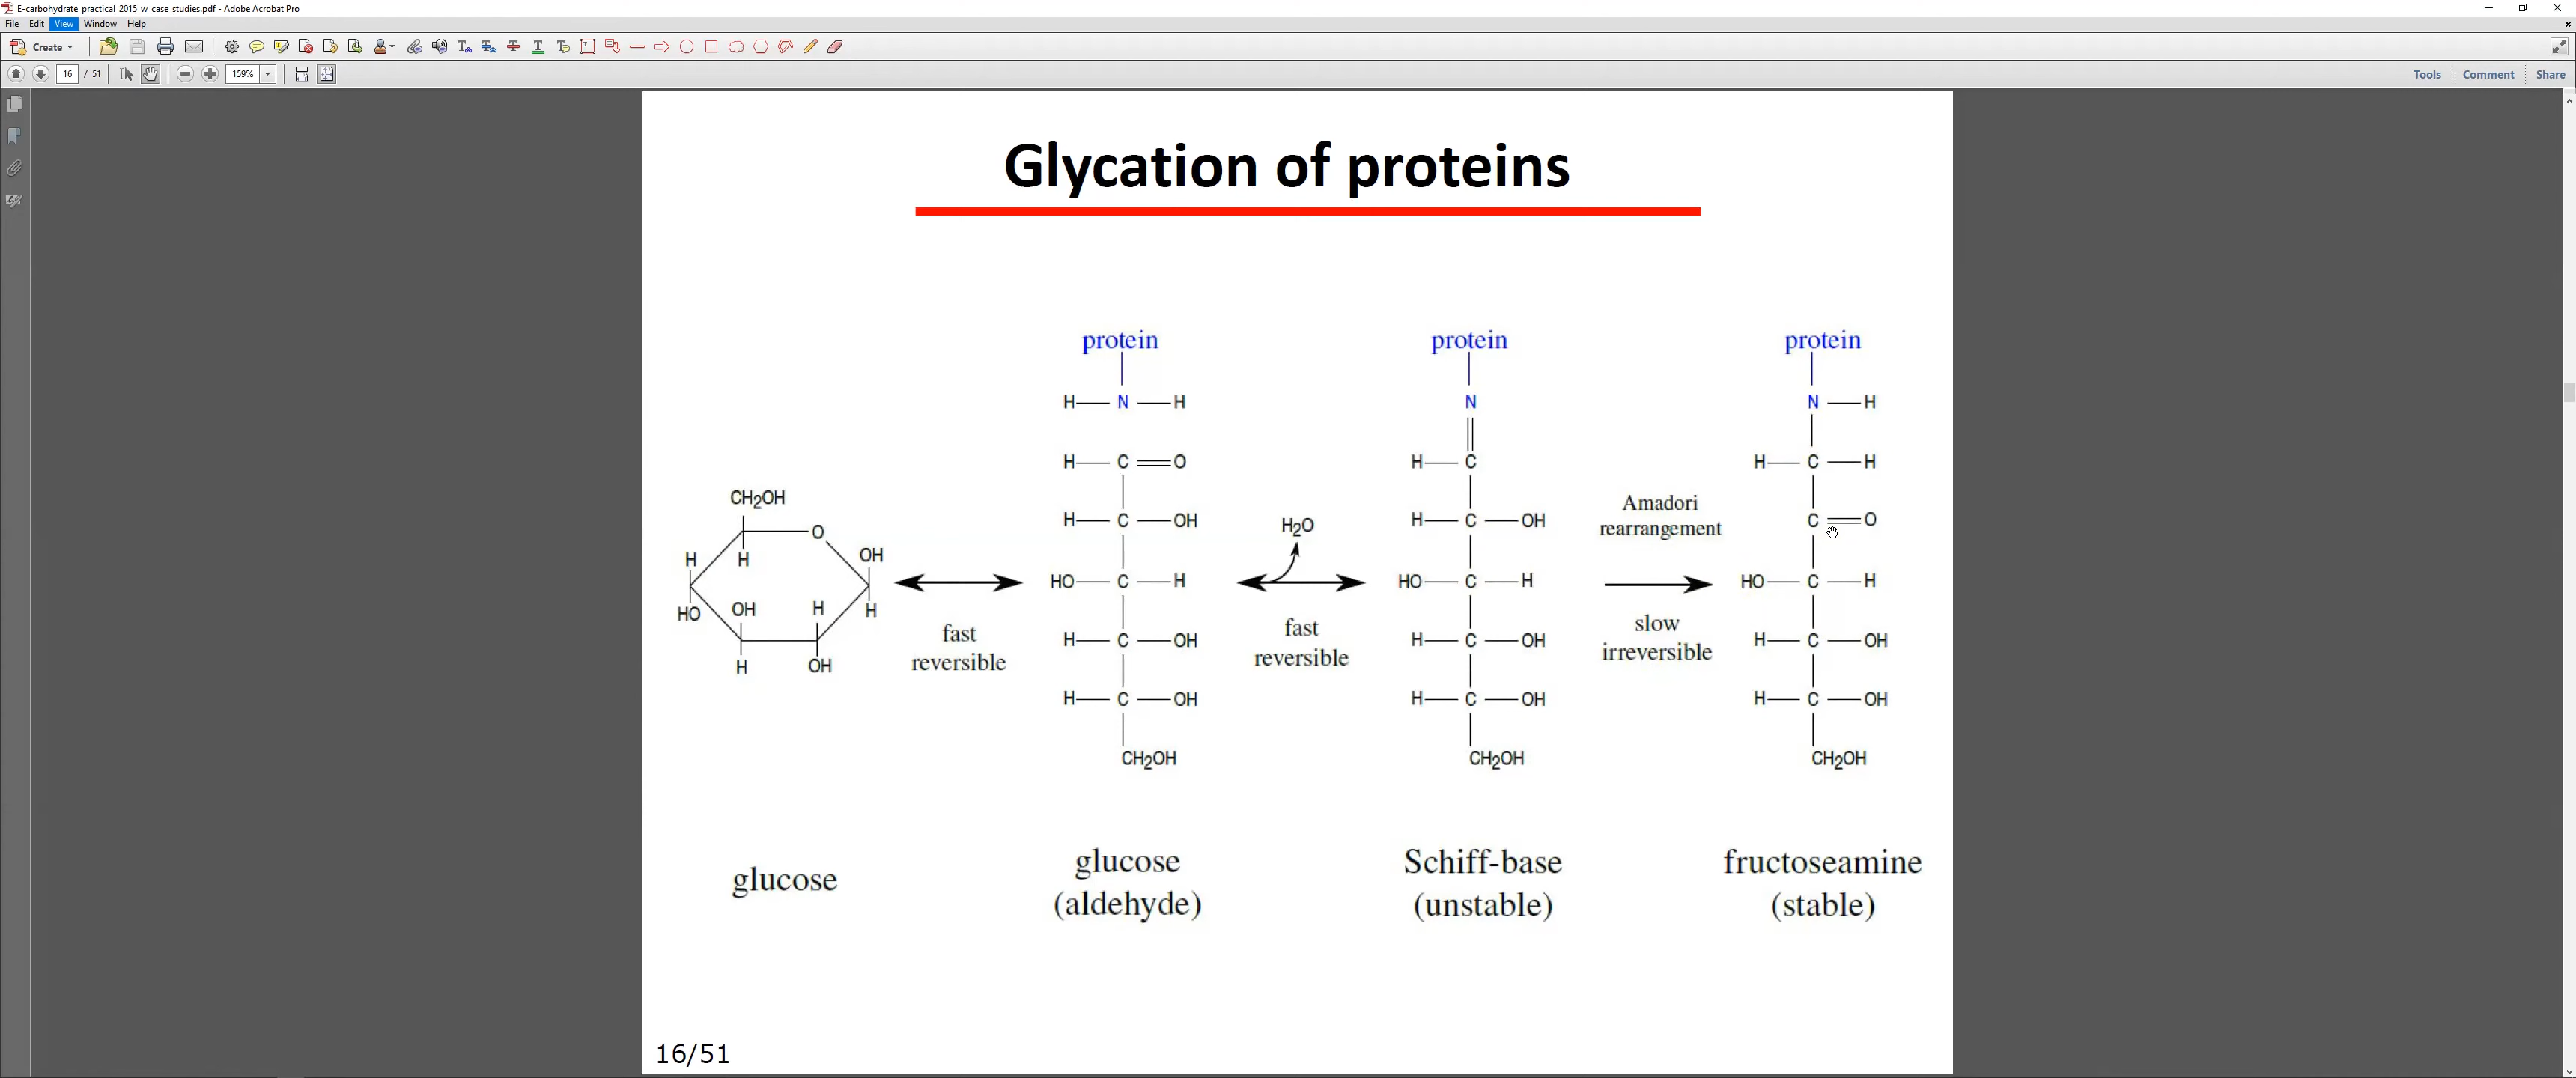 E-carbohydrate_practical_2015_w_case_studies.pdf - Adobe Acrobat Pro
File Edit View Window Help
Create
16 / 51 159% Tools Comment Share
Glycation of proteins
protein protein protein
H N H N N H
H C O H C H C H
CH2OH O H H OH H HO OH H H OH
H C OH H C OH C O
HO C H HO C H HO C H
H C OH H C OH H C OH
H C OH H C OH H C OH
CH2OH CH2OH CH2OH
fast
reversible
H2O
fast
reversible
Amadori
rearrangement
slow
irreversible
glucose
glucose
(aldehyde)
Schiff-base
(unstable)
fructoseamine
(stable)
16/51